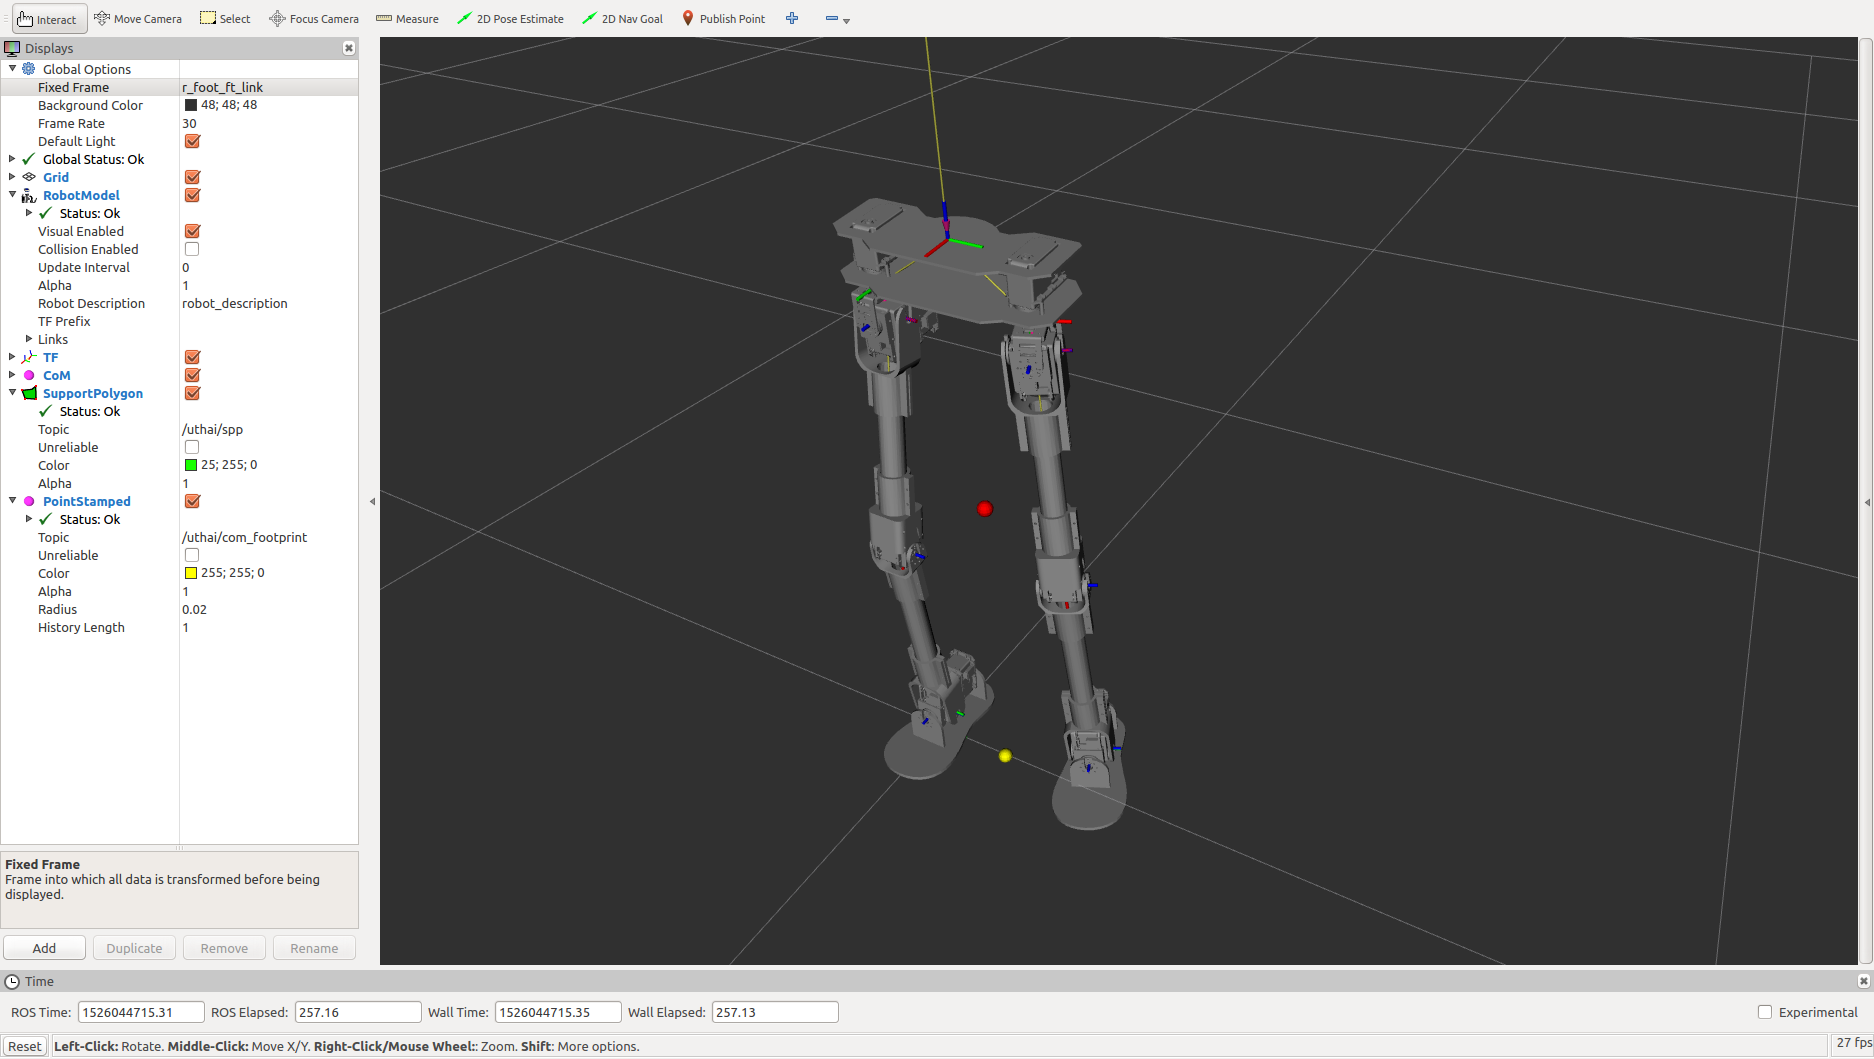 Interact Move Camera Select Focus Camera Measure 2D Pose Estimate 2D Nav Goal Publish Point
Displays
Global Options
Fixed Frame r_foot_ft_link
Background Color 48; 48; 48
Frame Rate 30
Default Light
Global Status: Ok
Grid
RobotModel
Status: Ok
Visual Enabled
Collision Enabled
Update Interval 0
Alpha 1
Robot Description robot_description
TF Prefix
Links
TF
CoM
SupportPolygon
Status: Ok
Topic /uthai/spp
Unreliable
Color 25; 255; 0
Alpha 1
PointStamped
Status: Ok
Topic /uthai/com_footprint
Unreliable
Color 255; 255; 0
Alpha 1
Radius 0.02
History Length 1
Fixed Frame
Frame into which all data is transformed before being
displayed.
Add Duplicate Remove Rename
Time
ROS Time: 1526044715.31 ROS Elapsed: 257.16 Wall Time: 1526044715.35 Wall Elapsed: 257.13 Experimental
Reset Left-Click: Rotate. Middle-Click: Move X/Y. Right-Click/Mouse Wheel:: Zoom. Shift: More options. 27 fps